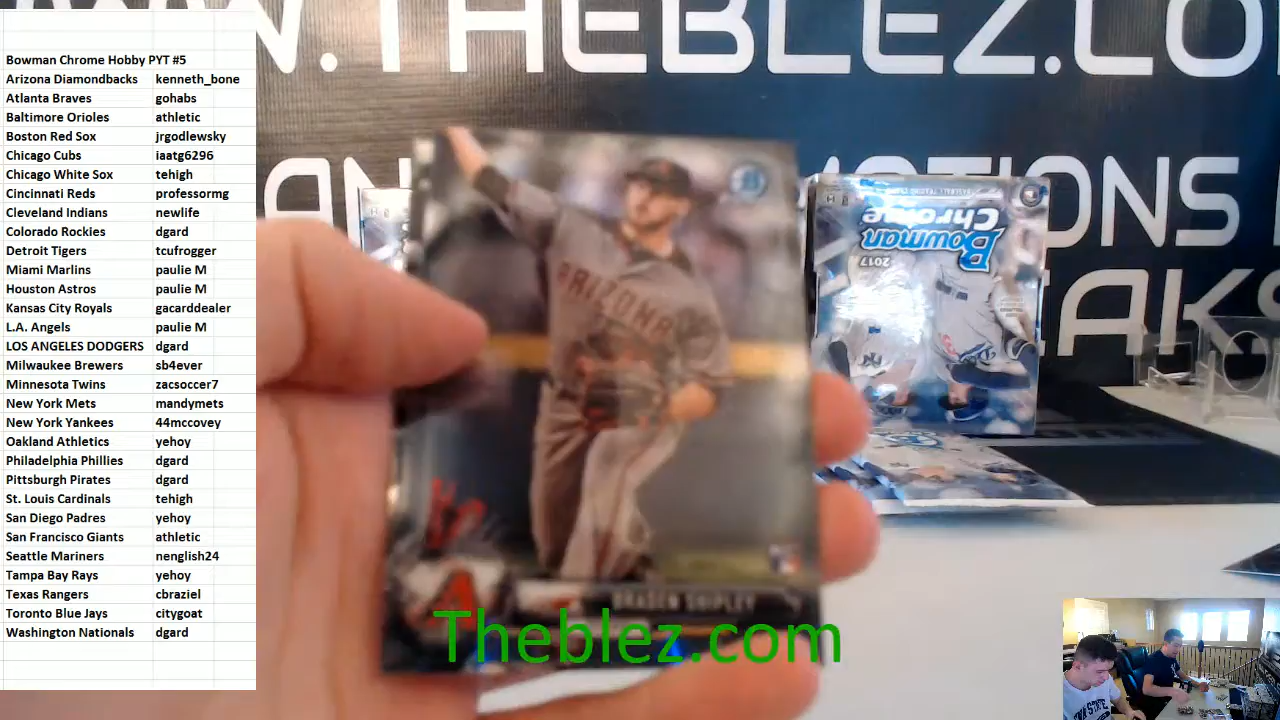 Bowman Chrome Hobby PYT #5
Arizona Diamondbacks kenneth_bone
Atlanta Braves gohabs
Baltimore Orioles athletic
Boston Red Sox jrgodlewsky
Chicago Cubs iaatg6296
Chicago White Sox tehigh
Cincinnati Reds professormg
Cleveland Indians newlife
Colorado Rockies dgard
Detroit Tigers tcufrogger
Miami Marlins paulie M
Houston Astros paulie M
Kansas City Royals gacarddealer
L.A. Angels paulie M
LOS ANGELES DODGERS dgard
Milwaukee Brewers sb4ever
Minnesota Twins zacsoccer7
New York Mets mandymets
New York Yankees 44mccovey
Oakland Athletics yehoy
Philadelphia Phillies dgard
Pittsburgh Pirates dgard
St. Louis Cardinals tehigh
San Diego Padres yehoy
San Francisco Giants athletic
Seattle Mariners nenglish24
Tampa Bay Rays yehoy
Texas Rangers cbraziel
Toronto Blue Jays citygoat
Washington Nationals dgard
W.THEBLEZ.CO
ARIZONA
BRADEN SHIPLEY
Bowman
Chrome
2017
Theblez.com